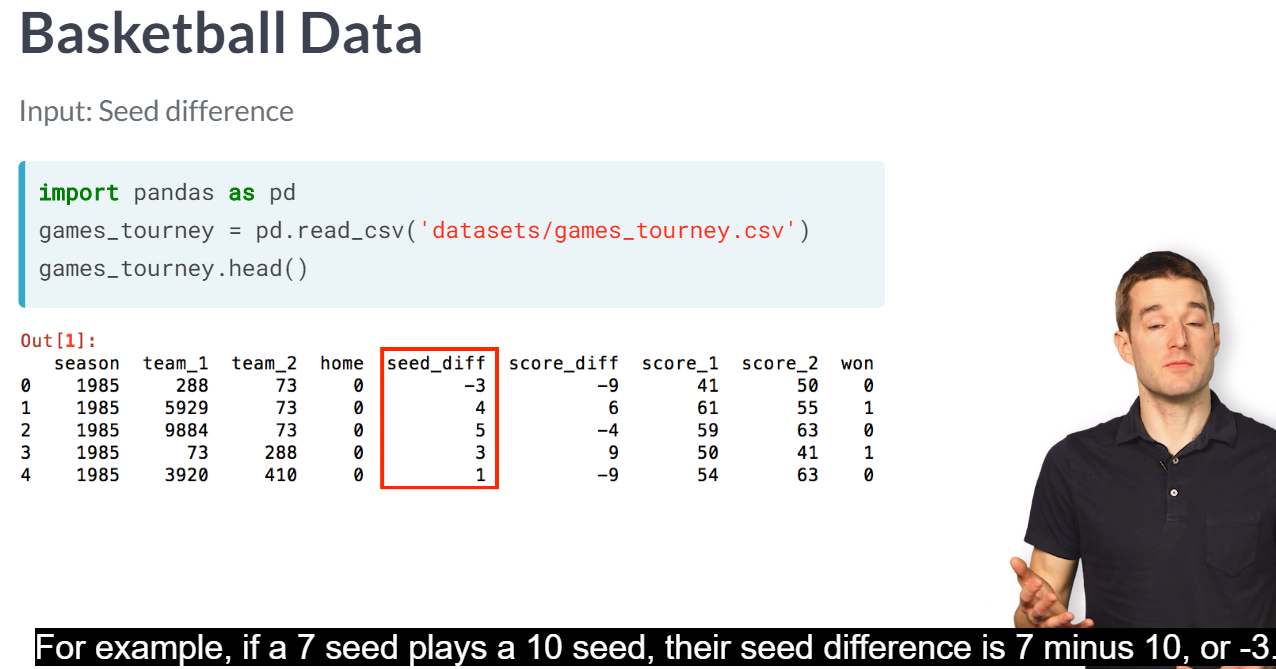 Basketball Data
Input: Seed difference
import pandas as pd
games_tourney = pd.read_csv('datasets/games_tourney.csv')
games_tourney.head()
Out[1]:
season team_1 team_2 home seed_diff score_diff score_1 score_2 won
0 1985 288 73 0 -3 -9 41 50 0
1 1985 5929 73 0 4 6 61 55 1
2 1985 9884 73 0 5 -4 59 63 0
3 1985 73 288 0 3 9 50 41 1
4 1985 3920 410 0 1 -9 54 63 0
For example, if a 7 seed plays a 10 seed, their seed difference is 7 minus 10, or -3.